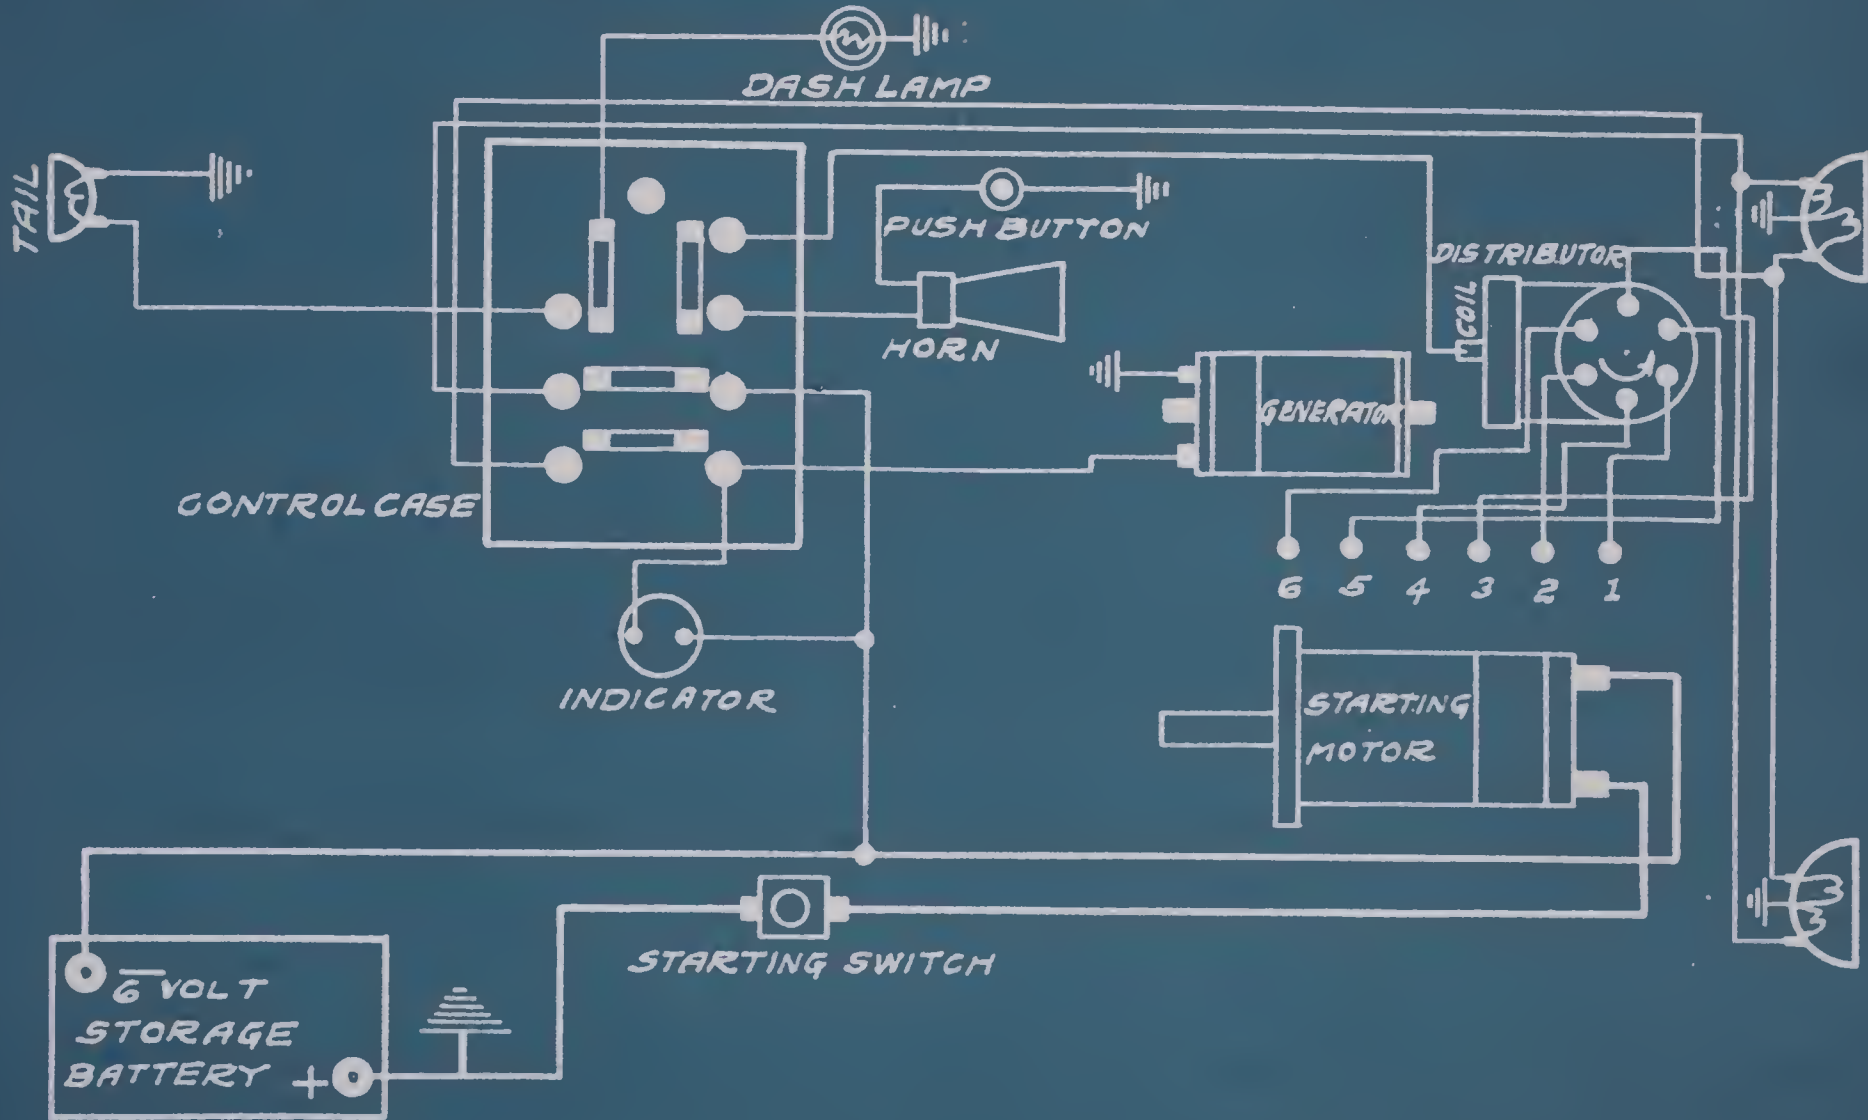 DASH LAMP
TAIL
PUSH BUTTON
DISTRIBUTOR
COIL
HORN
GENERATOR
CONTROL CASE
6 5 4 3 2 1
INDICATOR
STARTING
MOTOR
STARTING SWITCH
— 6 VOLT
STORAGE
BATTERY +